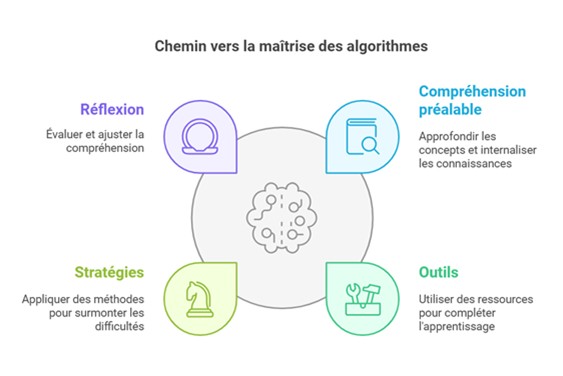 Chemin vers la maîtrise des algorithmes
Réflexion
Évaluer et ajuster la
compréhension
Compréhension
préalable
Approfondir les
concepts et internaliser
les connaissances
Stratégies
Appliquer des méthodes
pour surmonter les
difficultés
Outils
Utiliser des ressources
pour compléter
l'apprentissage